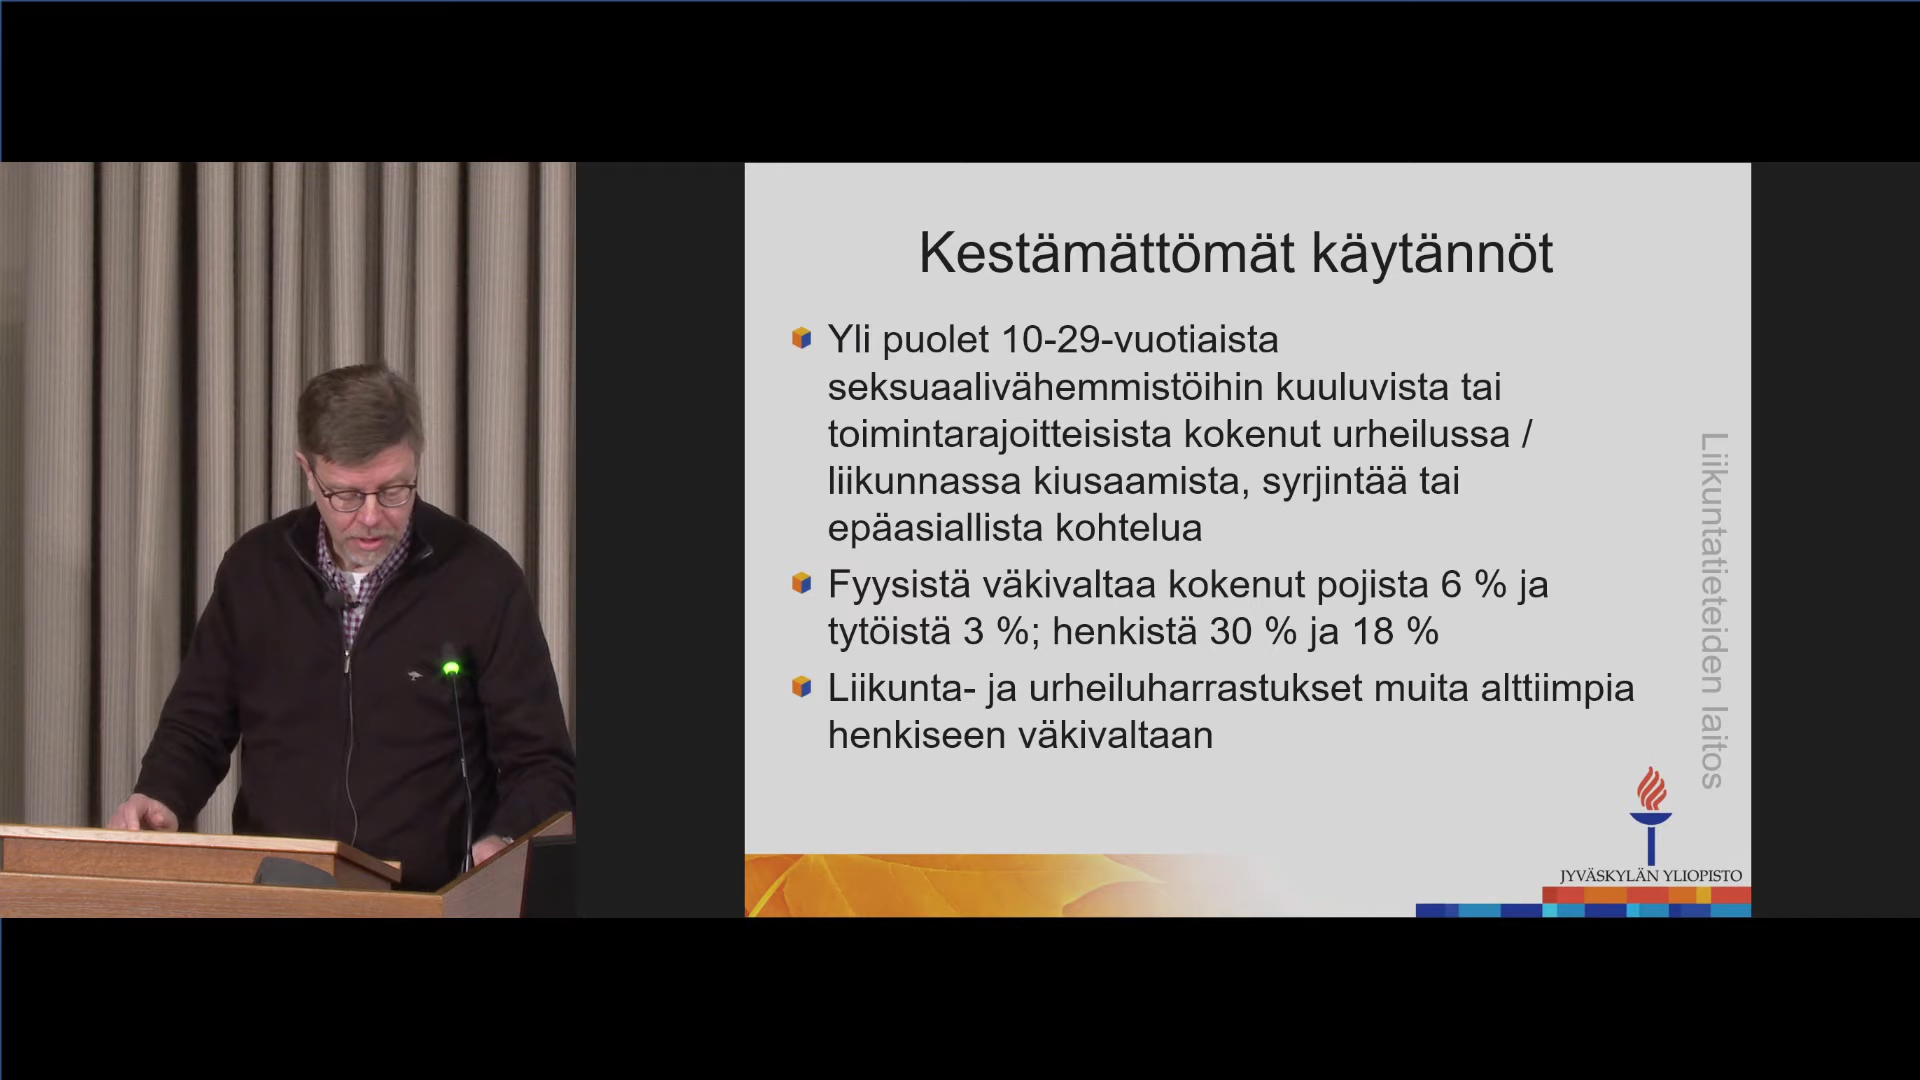 Kestämättömät käytännöt
Yli puolet 10-29-vuotiaista
seksuaalivähemmistöihin kuuluvista tai
toimintarajoitteisista kokenut urheilussa /
liikunnassa kiusaamista, syrjintää tai
epäasiallista kohtelua
Fyysistä väkivaltaa kokenut pojista 6 % ja
tytöistä 3 %; henkistä 30 % ja 18 %
Liikunta- ja urheiluharrastukset muita alttiimpia
henkiseen väkivaltaan
Liikuntatieteiden laitos
JYVÄSKYLÄN YLIOPISTO